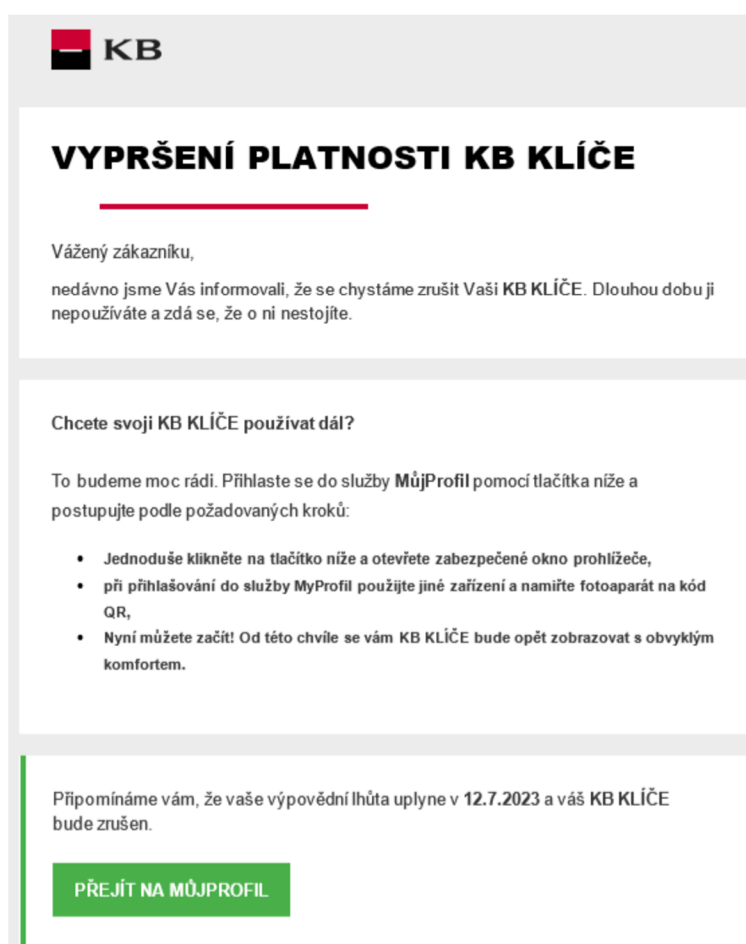 KB
VYPRŠENÍ PLATNOSTI KB KLÍČE
Vážený zákazníku,
nedávno jsme Vás informovali, že se chystáme zrušit Vaši KB KLÍČE. Dlouhou dobu ji
nepoužíváte a zdá se, že o ni nestojíte.
Chcete svoji KB KLÍČE používat dál?
To budeme moc rádi. Přihlaste se do služby MůjProfil pomocí tlačítka níže a
postupujte podle požadovaných kroků:
• Jednoduše klikněte na tlačítko níže a otevřete zabezpečené okno prohlížeče,
• při přihlašování do služby MyProfil použijte jiné zařízení a namiřte fotoaparát na kód
QR,
• Nyní můžete začít! Od této chvíle se vám KB KLÍČE bude opět zobrazovat s obvyklým
komfortem.
Připomínáme vám, že vaše výpovědní lhůta uplyne v 12.7.2023 a váš KB KLÍČE
bude zrušen.
PŘEJÍT NA MŮJPROFIL